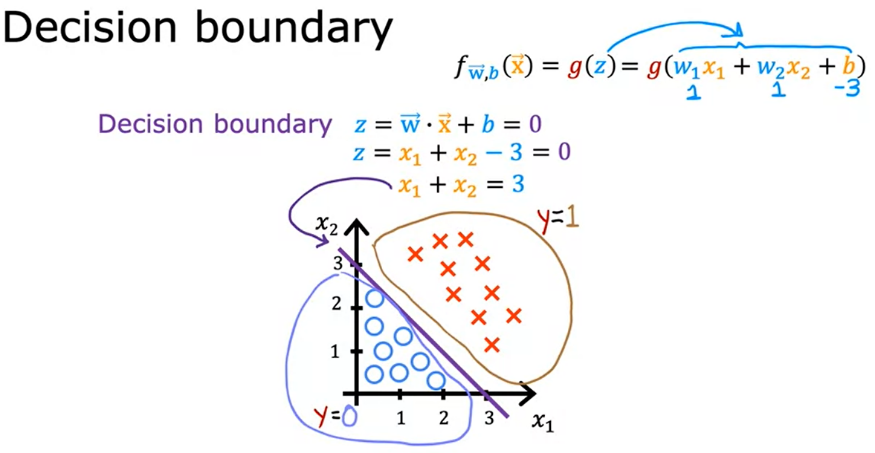 Decision boundary
f w⃗,b (x⃗) = g(z) = g(w₁x₁ + w₂x₂ + b)
1 1 -3
Decision boundary z = w⃗ · x⃗ + b = 0
z = x₁ + x₂ − 3 = 0
x₁ + x₂ = 3
x₂
y=1
3
2
1
y=0
1 2 3 x₁